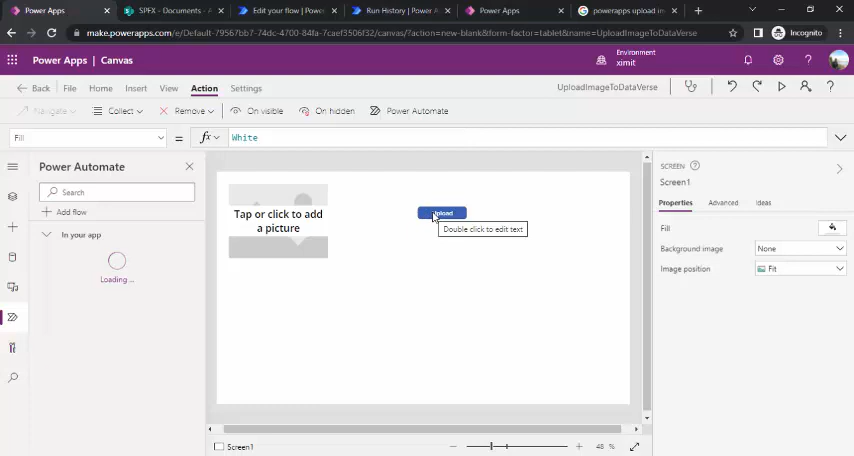 Power Apps
SPFX - Documents - A
Edit your flow | Powe
Run History | Power A
Power Apps
powerapps upload im
make.powerapps.com/e/Default-79567bb7-74dc-4700-84fa-7caef3506f32/canvas/?action=new-blank&form-factor=tablet&name=UploadImageToDataVerse
Incognito
Power Apps | Canvas
Environment
ximit
Back
File
Home
Insert
View
Action
Settings
UploadImageToDataVerse
Navigate
Collect
Remove
On visible
On hidden
Power Automate
Fill
=
fx
White
Power Automate
Search
Add flow
In your app
Loading ...
Tap or click to add
a picture
Upload
Double click to edit text
SCREEN
Screen1
Properties
Advanced
Ideas
Fill
Background image
None
Image position
Fit
Screen1
48 %